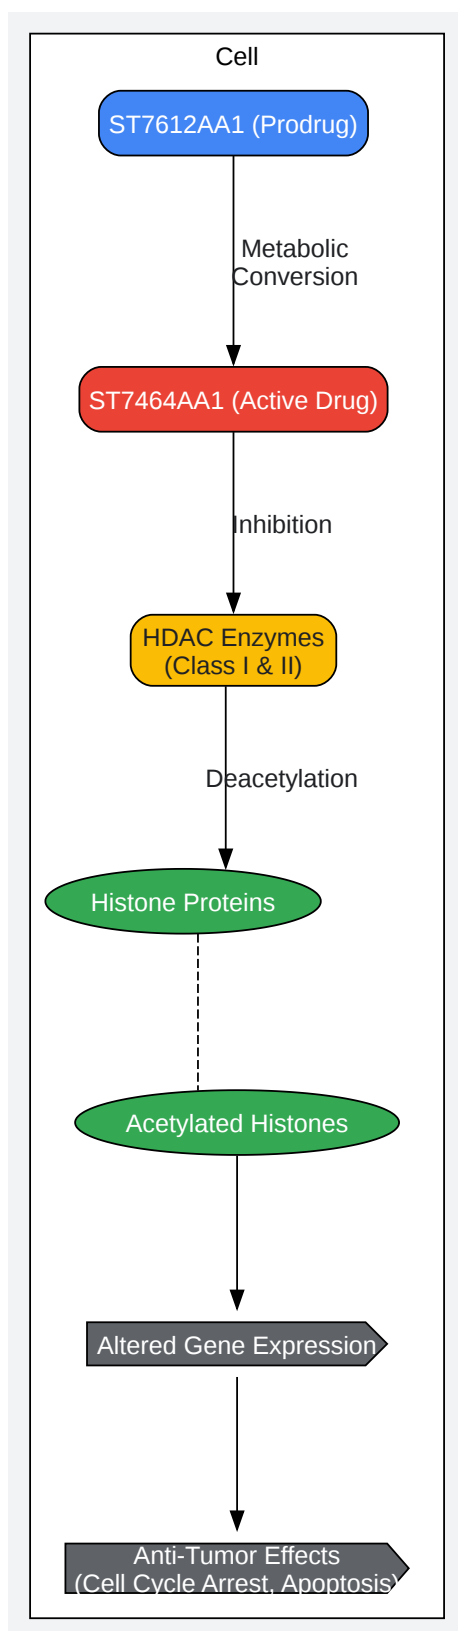 Cell
ST7612AA1 (Prodrug)
Metabolic
Conversion
ST7464AA1 (Active Drug)
Inhibition
HDAC Enzymes
(Class I & II)
Deacetylation
Histone Proteins
Acetylated Histones
Altered Gene Expression
Anti-Tumor Effects
(Cell Cycle Arrest, Apoptosis)